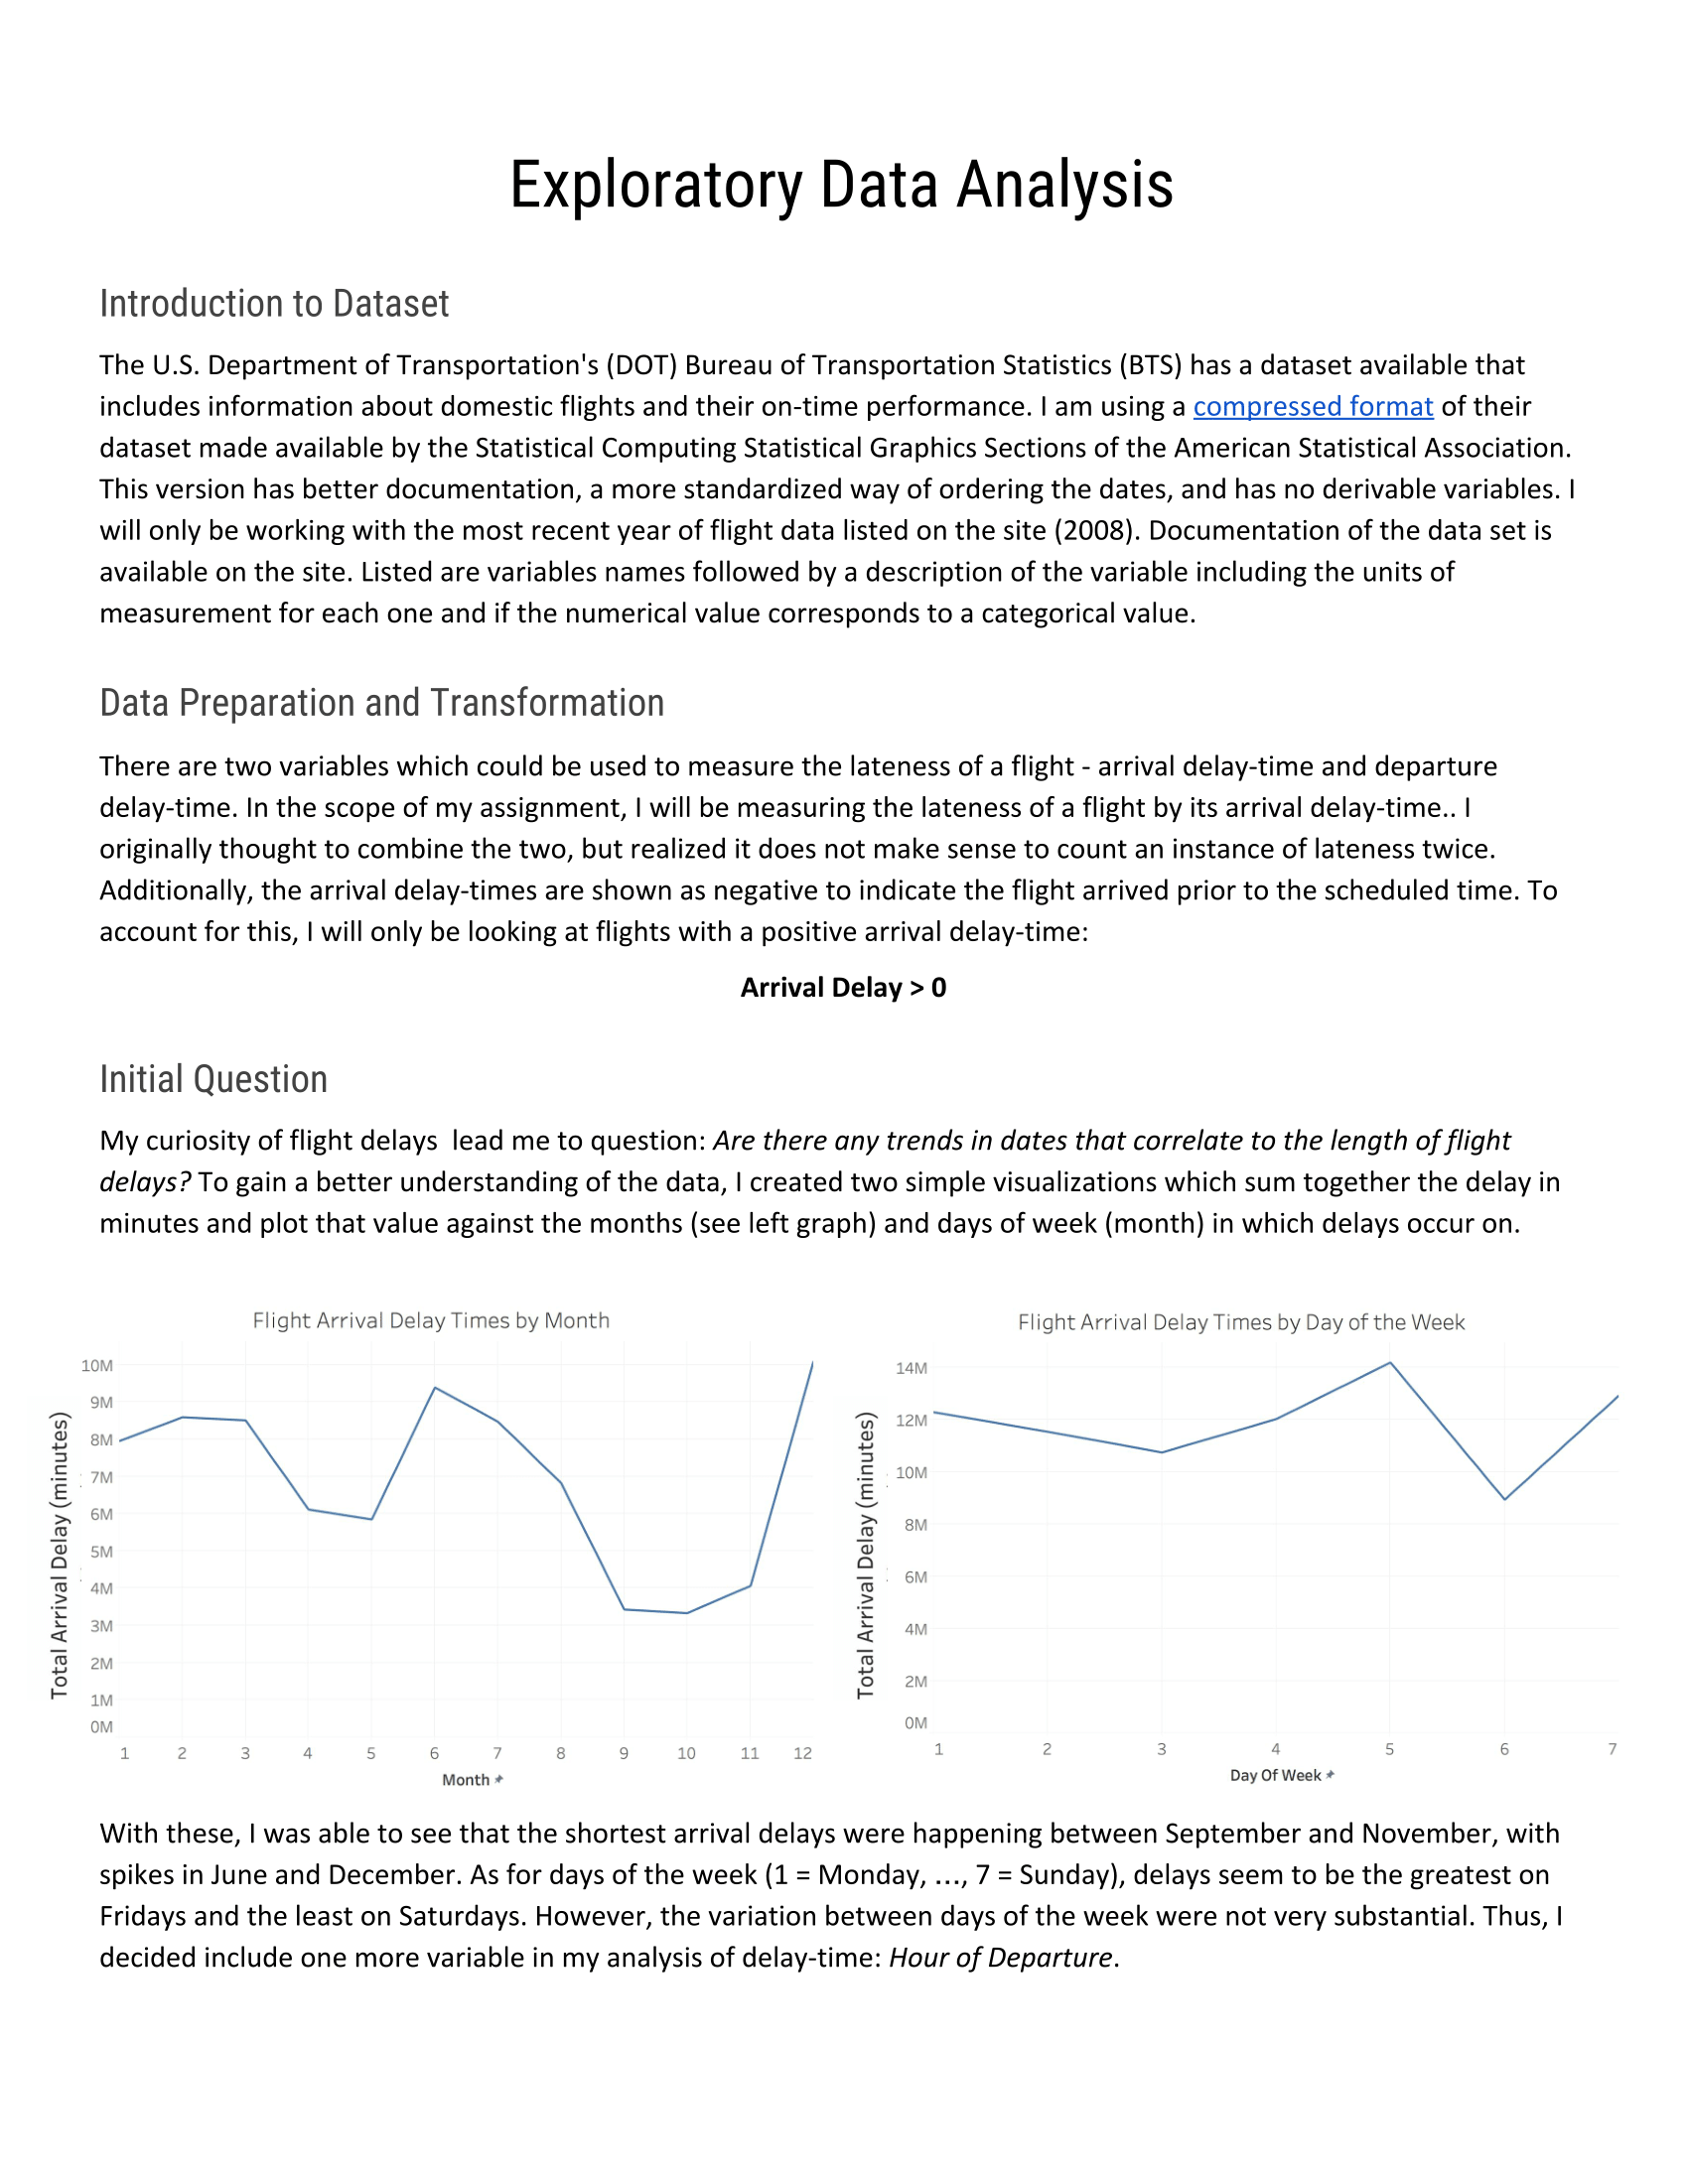 Exploratory Data Analysis
Introduction to Dataset
The U.S. Department of Transportation's (DOT) Bureau of Transportation Statistics (BTS) has a dataset available that
includes information about domestic flights and their on-time performance. I am using a compressed format of their
dataset made available by the Statistical Computing Statistical Graphics Sections of the American Statistical Association.
This version has better documentation, a more standardized way of ordering the dates, and has no derivable variables. I
will only be working with the most recent year of flight data listed on the site (2008). Documentation of the data set is
available on the site. Listed are variables names followed by a description of the variable including the units of
measurement for each one and if the numerical value corresponds to a categorical value.
Data Preparation and Transformation
There are two variables which could be used to measure the lateness of a flight - arrival delay-time and departure
delay-time. In the scope of my assignment, I will be measuring the lateness of a flight by its arrival delay-time.. I
originally thought to combine the two, but realized it does not make sense to count an instance of lateness twice.
Additionally, the arrival delay-times are shown as negative to indicate the flight arrived prior to the scheduled time. To
account for this, I will only be looking at flights with a positive arrival delay-time:
Arrival Delay > 0
Initial Question
My curiosity of flight delays  lead me to question: Are there any trends in dates that correlate to the length of flight
delays? To gain a better understanding of the data, I created two simple visualizations which sum together the delay in
minutes and plot that value against the months (see left graph) and days of week (month) in which delays occur on.
Flight Arrival Delay Times by Month
Total Arrival Delay (minutes)
10M
9M
8M
7M
6M
5M
4M
3M
2M
1M
0M
1 2 3 4 5 6 7 8 9 10 11 12
Month
Flight Arrival Delay Times by Day of the Week
Total Arrival Delay (minutes)
14M
12M
10M
8M
6M
4M
2M
0M
1 2 3 4 5 6 7
Day Of Week
With these, I was able to see that the shortest arrival delays were happening between September and November, with
spikes in June and December. As for days of the week (1 = Monday, …, 7 = Sunday), delays seem to be the greatest on
Fridays and the least on Saturdays. However, the variation between days of the week were not very substantial. Thus, I
decided include one more variable in my analysis of delay-time: Hour of Departure.